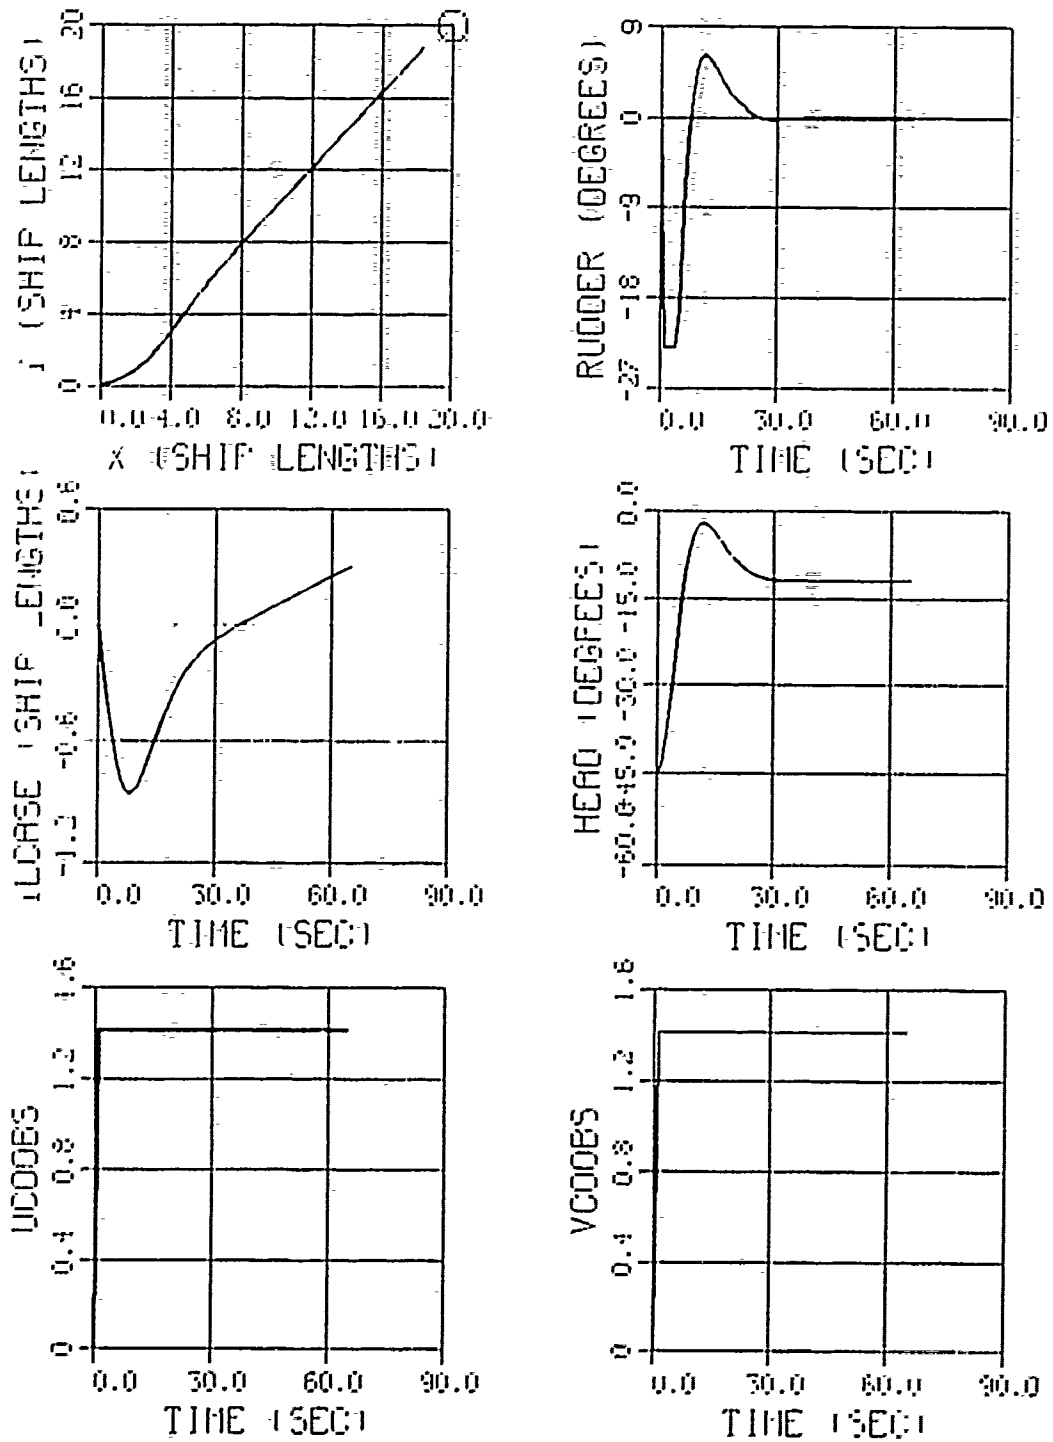 20
16
12
8
4
0
(SHIP LENGTHS)
0.0 4.0 8.0 12.0 16.0 20.0
X (SHIP LENGTHS)
9
0
-9
-18
-27
RUDDER (DEGREES)
0.0 30.0 60.0 90.0
TIME (SEC)
0.6
0.0
-0.6
-1.2
(SHIP LENGTHS)
0.0 30.0 60.0 90.0
TIME (SEC)
0.0
-15.0
-30.0
-45.0
-60.0
HEAD (DEGREES)
0.0 30.0 60.0 90.0
TIME (SEC)
1.6
1.2
0.8
0.4
0
UCOOBS
0.0 30.0 60.0 90.0
TIME (SEC)
1.6
1.2
0.8
0.4
0
VCOOBS
0.0 30.0 60.0 90.0
TIME (SEC)